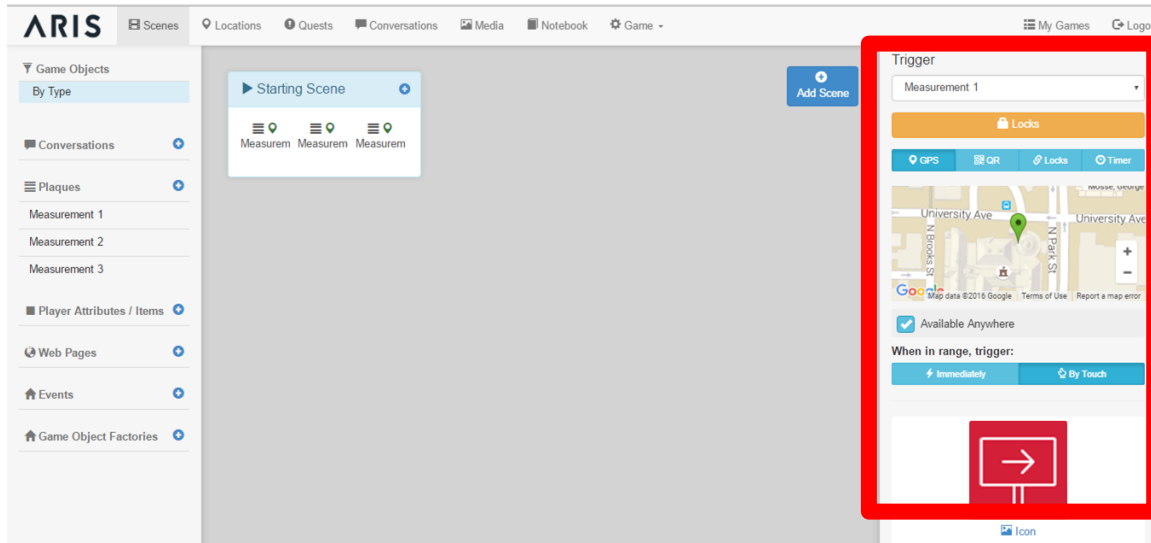 ARIS
Scenes
Locations
Quests
Conversations
Media
Notebook
Game
My Games
Logo
Game Objects
By Type
Conversations
Plaques
Measurement 1
Measurement 2
Measurement 3
Player Attributes / Items
Web Pages
Events
Game Object Factories
Starting Scene
Measurem Measurem Measurem
Add Scene
Trigger
Measurement 1
Locks
GPS QR Locks Timer
Mosse, George
University Ave
University Ave
N Brooks St
N Park St
Google
Map data ©2016 Google Terms of Use Report a map error
Available Anywhere
When in range, trigger:
Immediately By Touch
Icon